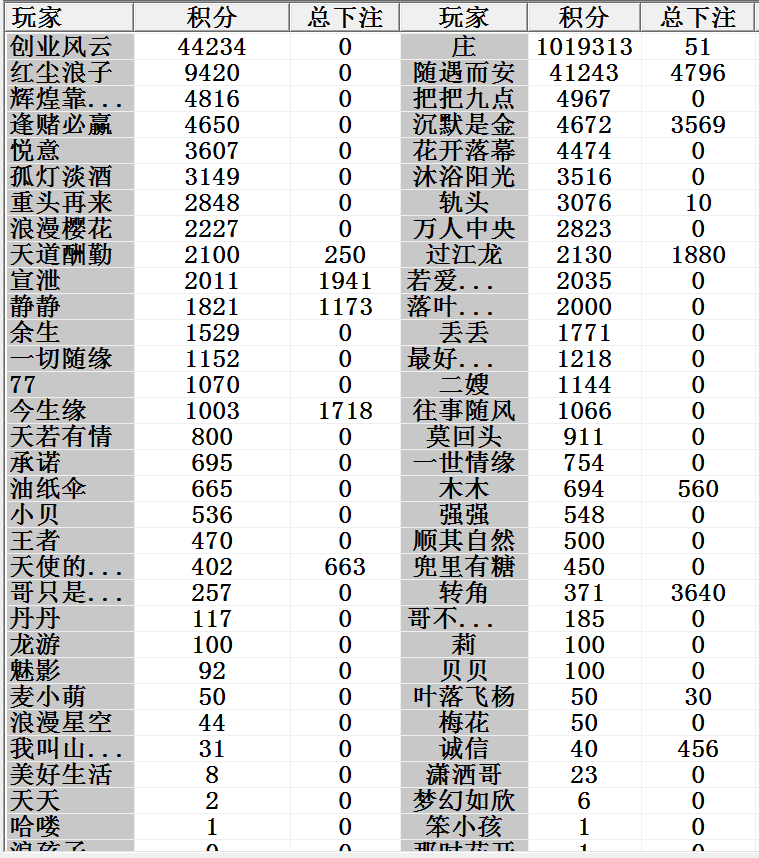 玩家 积分 总下注 玩家 积分 总下注
创业风云 44234 0 庄 1019313 51
红尘浪子 9420 0 随遇而安 41243 4796
辉煌靠... 4816 0 把把九点 4967 0
逢赌必赢 4650 0 沉默是金 4672 3569
悦意 3607 0 花开落幕 4474 0
孤灯淡酒 3149 0 沐浴阳光 3516 0
重头再来 2848 0 轨头 3076 10
浪漫樱花 2227 0 万人中央 2823 0
天道酬勤 2100 250 过江龙 2130 1880
宣泄 2011 1941 若爱... 2035 0
静静 1821 1173 落叶... 2000 0
余生 1529 0 丢丢 1771 0
一切随缘 1152 0 最好... 1218 0
77 1070 0 二嫂 1144 0
今生缘 1003 1718 往事随风 1066 0
天若有情 800 0 莫回头 911 0
承诺 695 0 一世情缘 754 0
油纸伞 665 0 木木 694 560
小贝 536 0 强强 548 0
王者 470 0 顺其自然 500 0
天使的... 402 663 兜里有糖 450 0
哥只是... 257 0 转角 371 3640
丹丹 117 0 哥不... 185 0
龙游 100 0 莉 100 0
魅影 92 0 贝贝 100 0
麦小萌 50 0 叶落飞杨 50 30
浪漫星空 44 0 梅花 50 0
我叫山... 31 0 诚信 40 456
美好生活 8 0 潇洒哥 23 0
天天 2 0 梦幻如欣 6 0
哈喽 1 0 笨小孩 1 0
浪孩子 0 0 那时花开 1 0